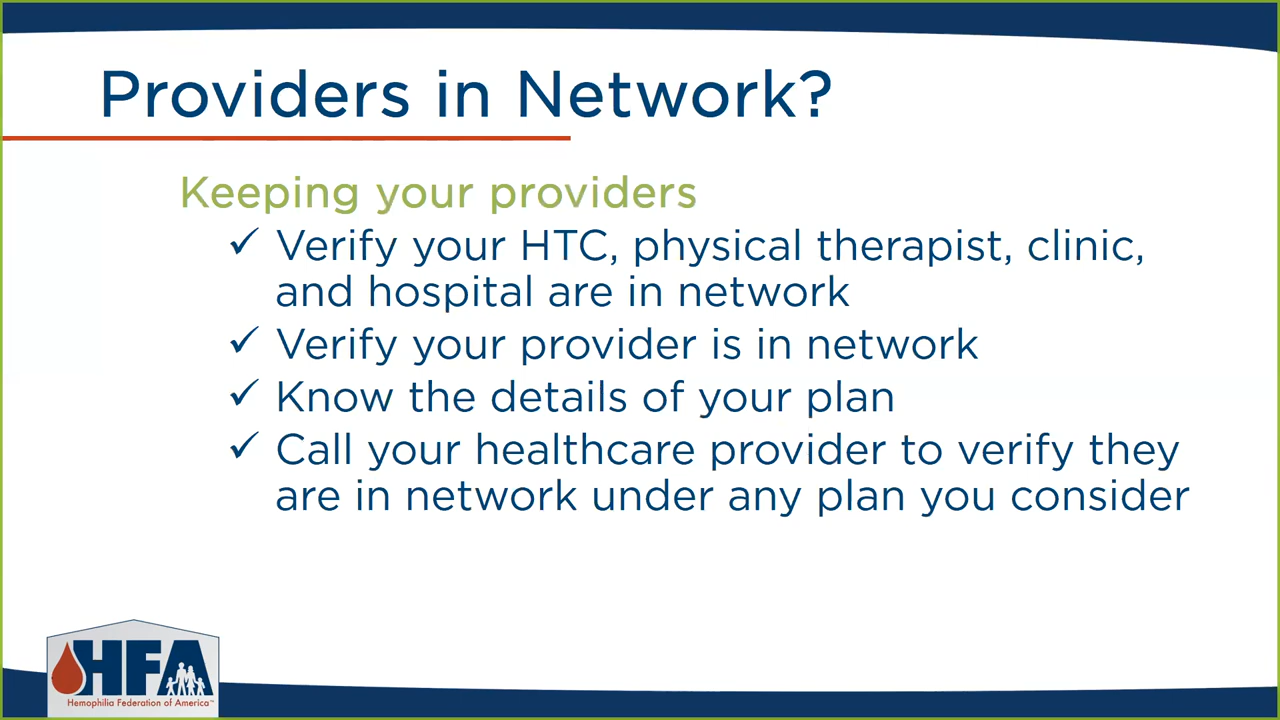 Providers in Network?
Keeping your providers
✓ Verify your HTC, physical therapist, clinic,
and hospital are in network
✓ Verify your provider is in network
✓ Know the details of your plan
✓ Call your healthcare provider to verify they
are in network under any plan you consider
HFA
Hemophilia Federation of America™